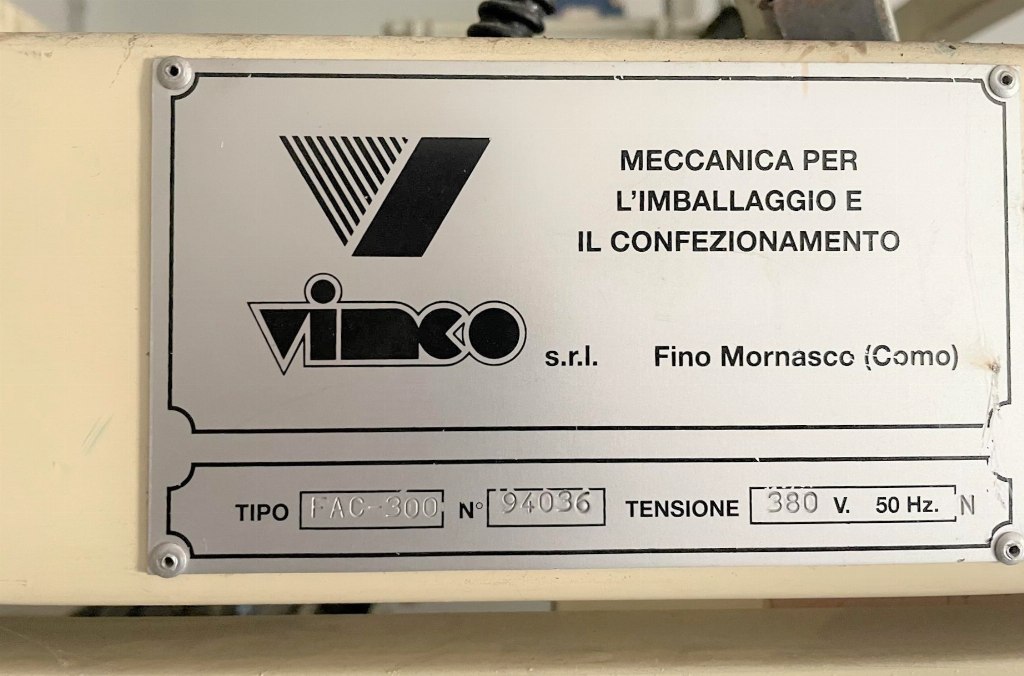 MECCANICA PER
L'IMBALLAGGIO E
IL CONFEZIONAMENTO
vimco s.r.l. Fino Mornasco (Como)
TIPO FAC-300 N° 94036 TENSIONE 380 V. 50 Hz. N